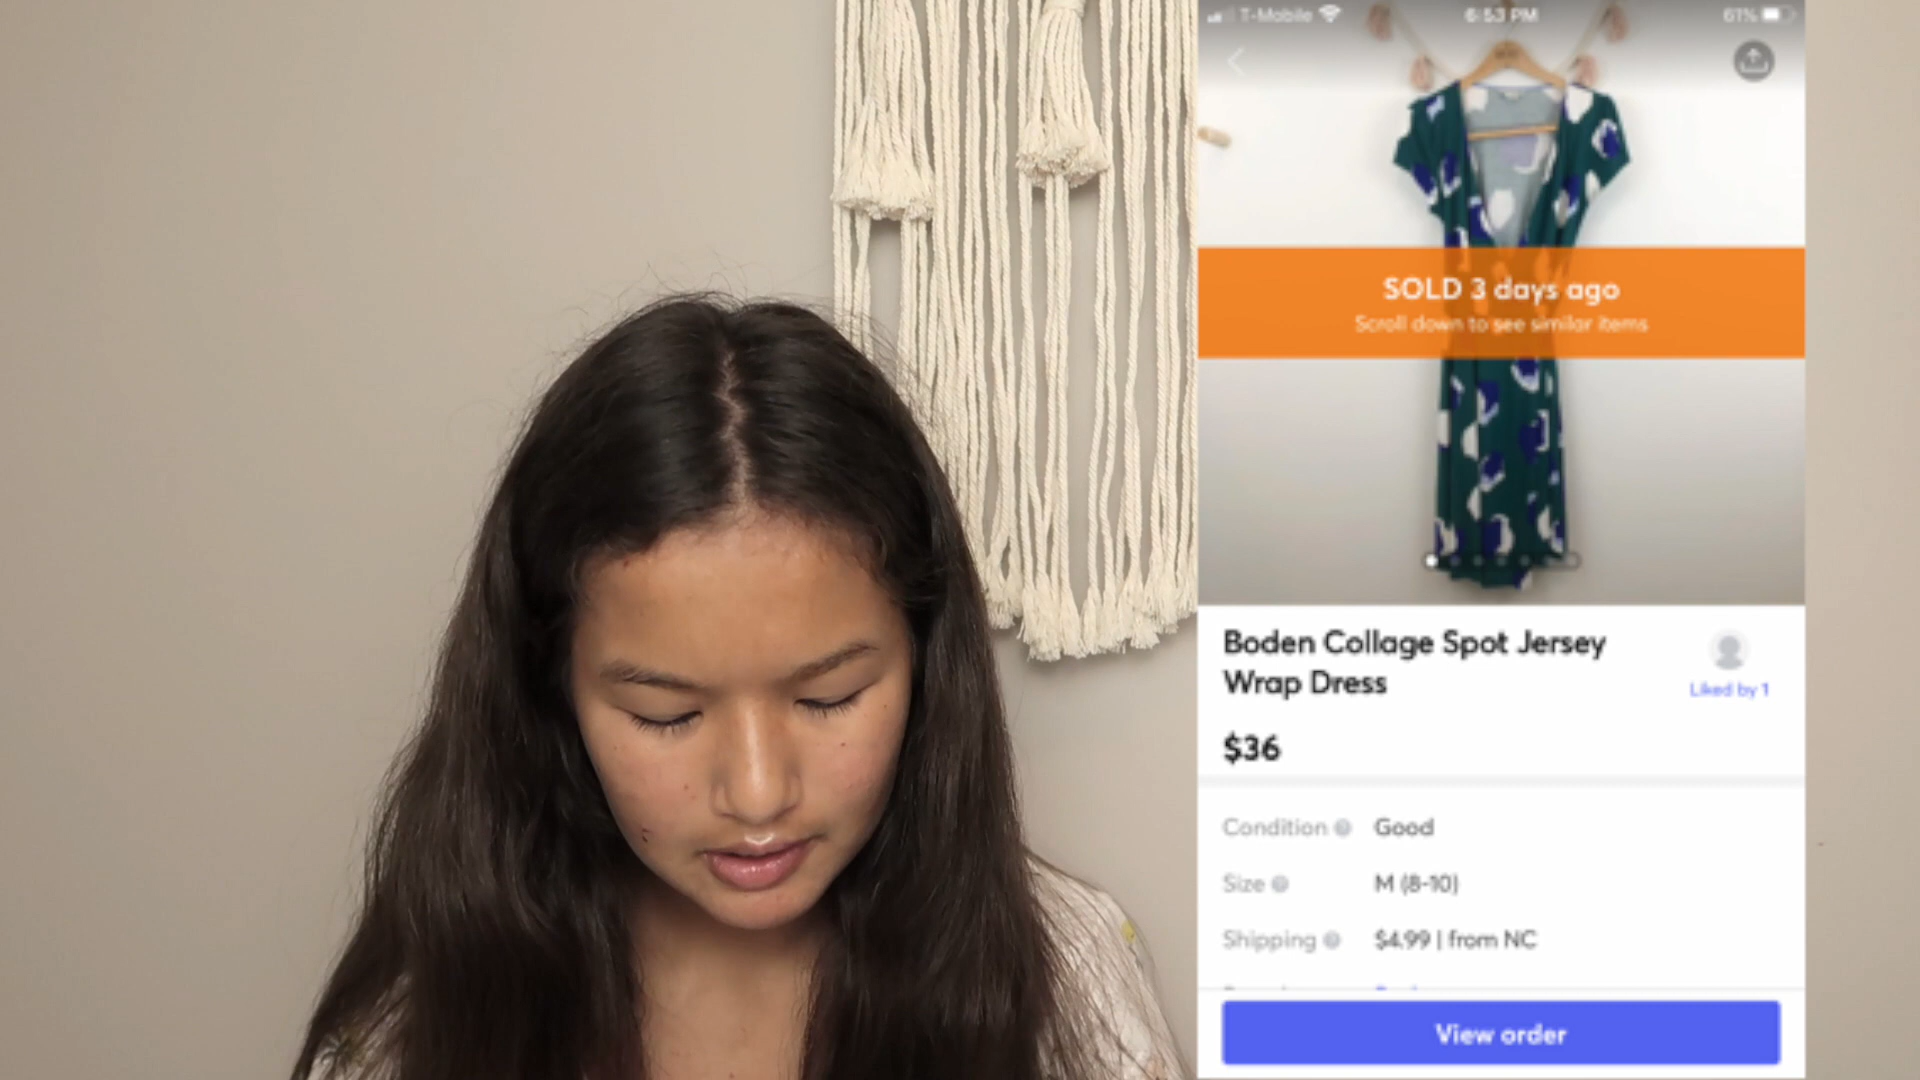 T-Mobile
6:53 PM
61%
SOLD 3 days ago
Scroll down to see similar items
Boden Collage Spot Jersey
Wrap Dress
Liked by 1
$36
Condition Good
Size M (8-10)
Shipping $4.99 | from NC
View order